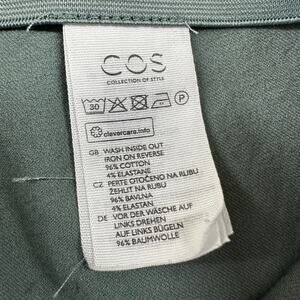 COS
COLLECTION OF STYLE
30 P
clevercare.info
GB WASH INSIDE OUT
IRON ON REVERSE
96% COTTON
4% ELASTANE
CZ PERTE OTOČENO NA RUBU
ŽEHLIT NA RUBU
96% BAVLNA
4% ELASTAN
DE VOR DER WÄSCHE AUF
LINKS DREHEN
AUF LINKS BÜGELN
96% BAUMWOLLE